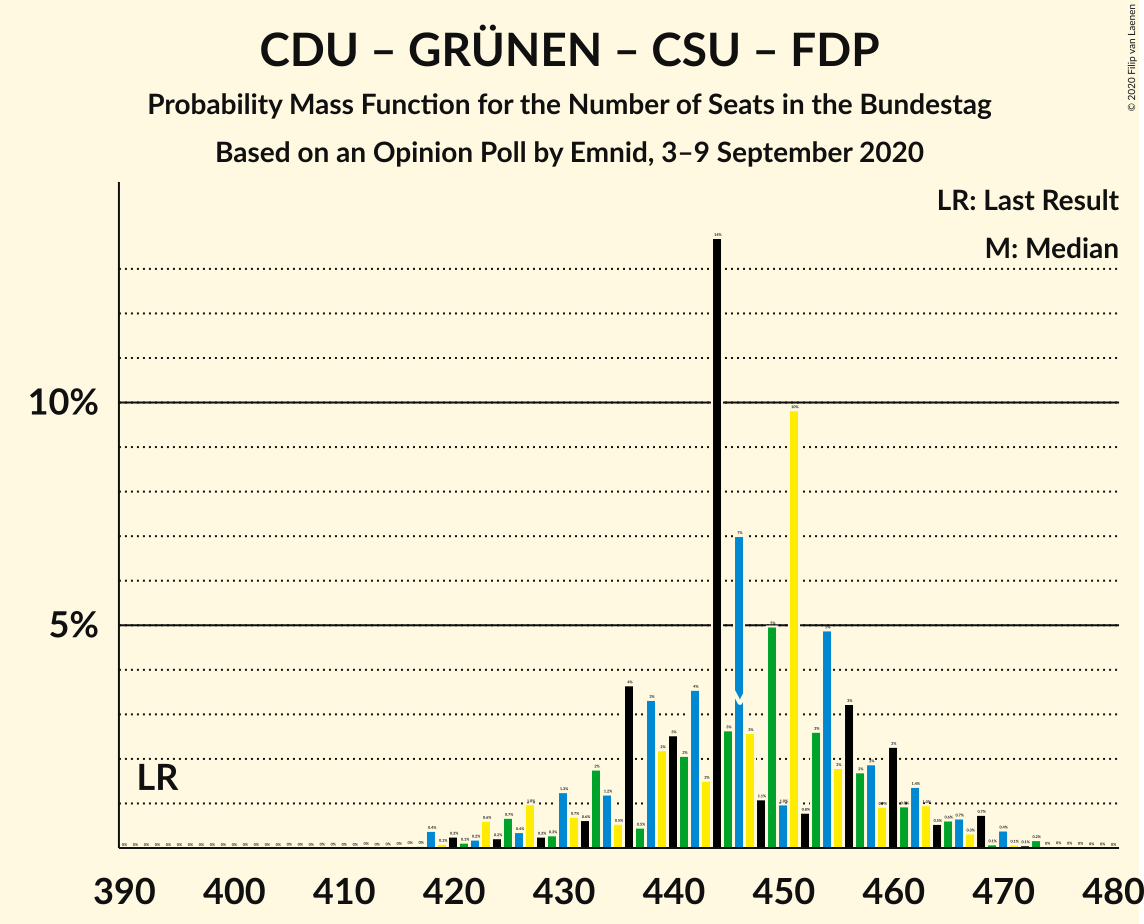 CDU – GRÜNEN – CSU – FDP
Probability Mass Function for the Number of Seats in the Bundestag
Based on an Opinion Poll by Emnid, 3–9 September 2020
© 2020 Filip van Laenen
LR: Last Result
M: Median
10%
5%
LR
390 400 410 420 430 440 450 460 470 480